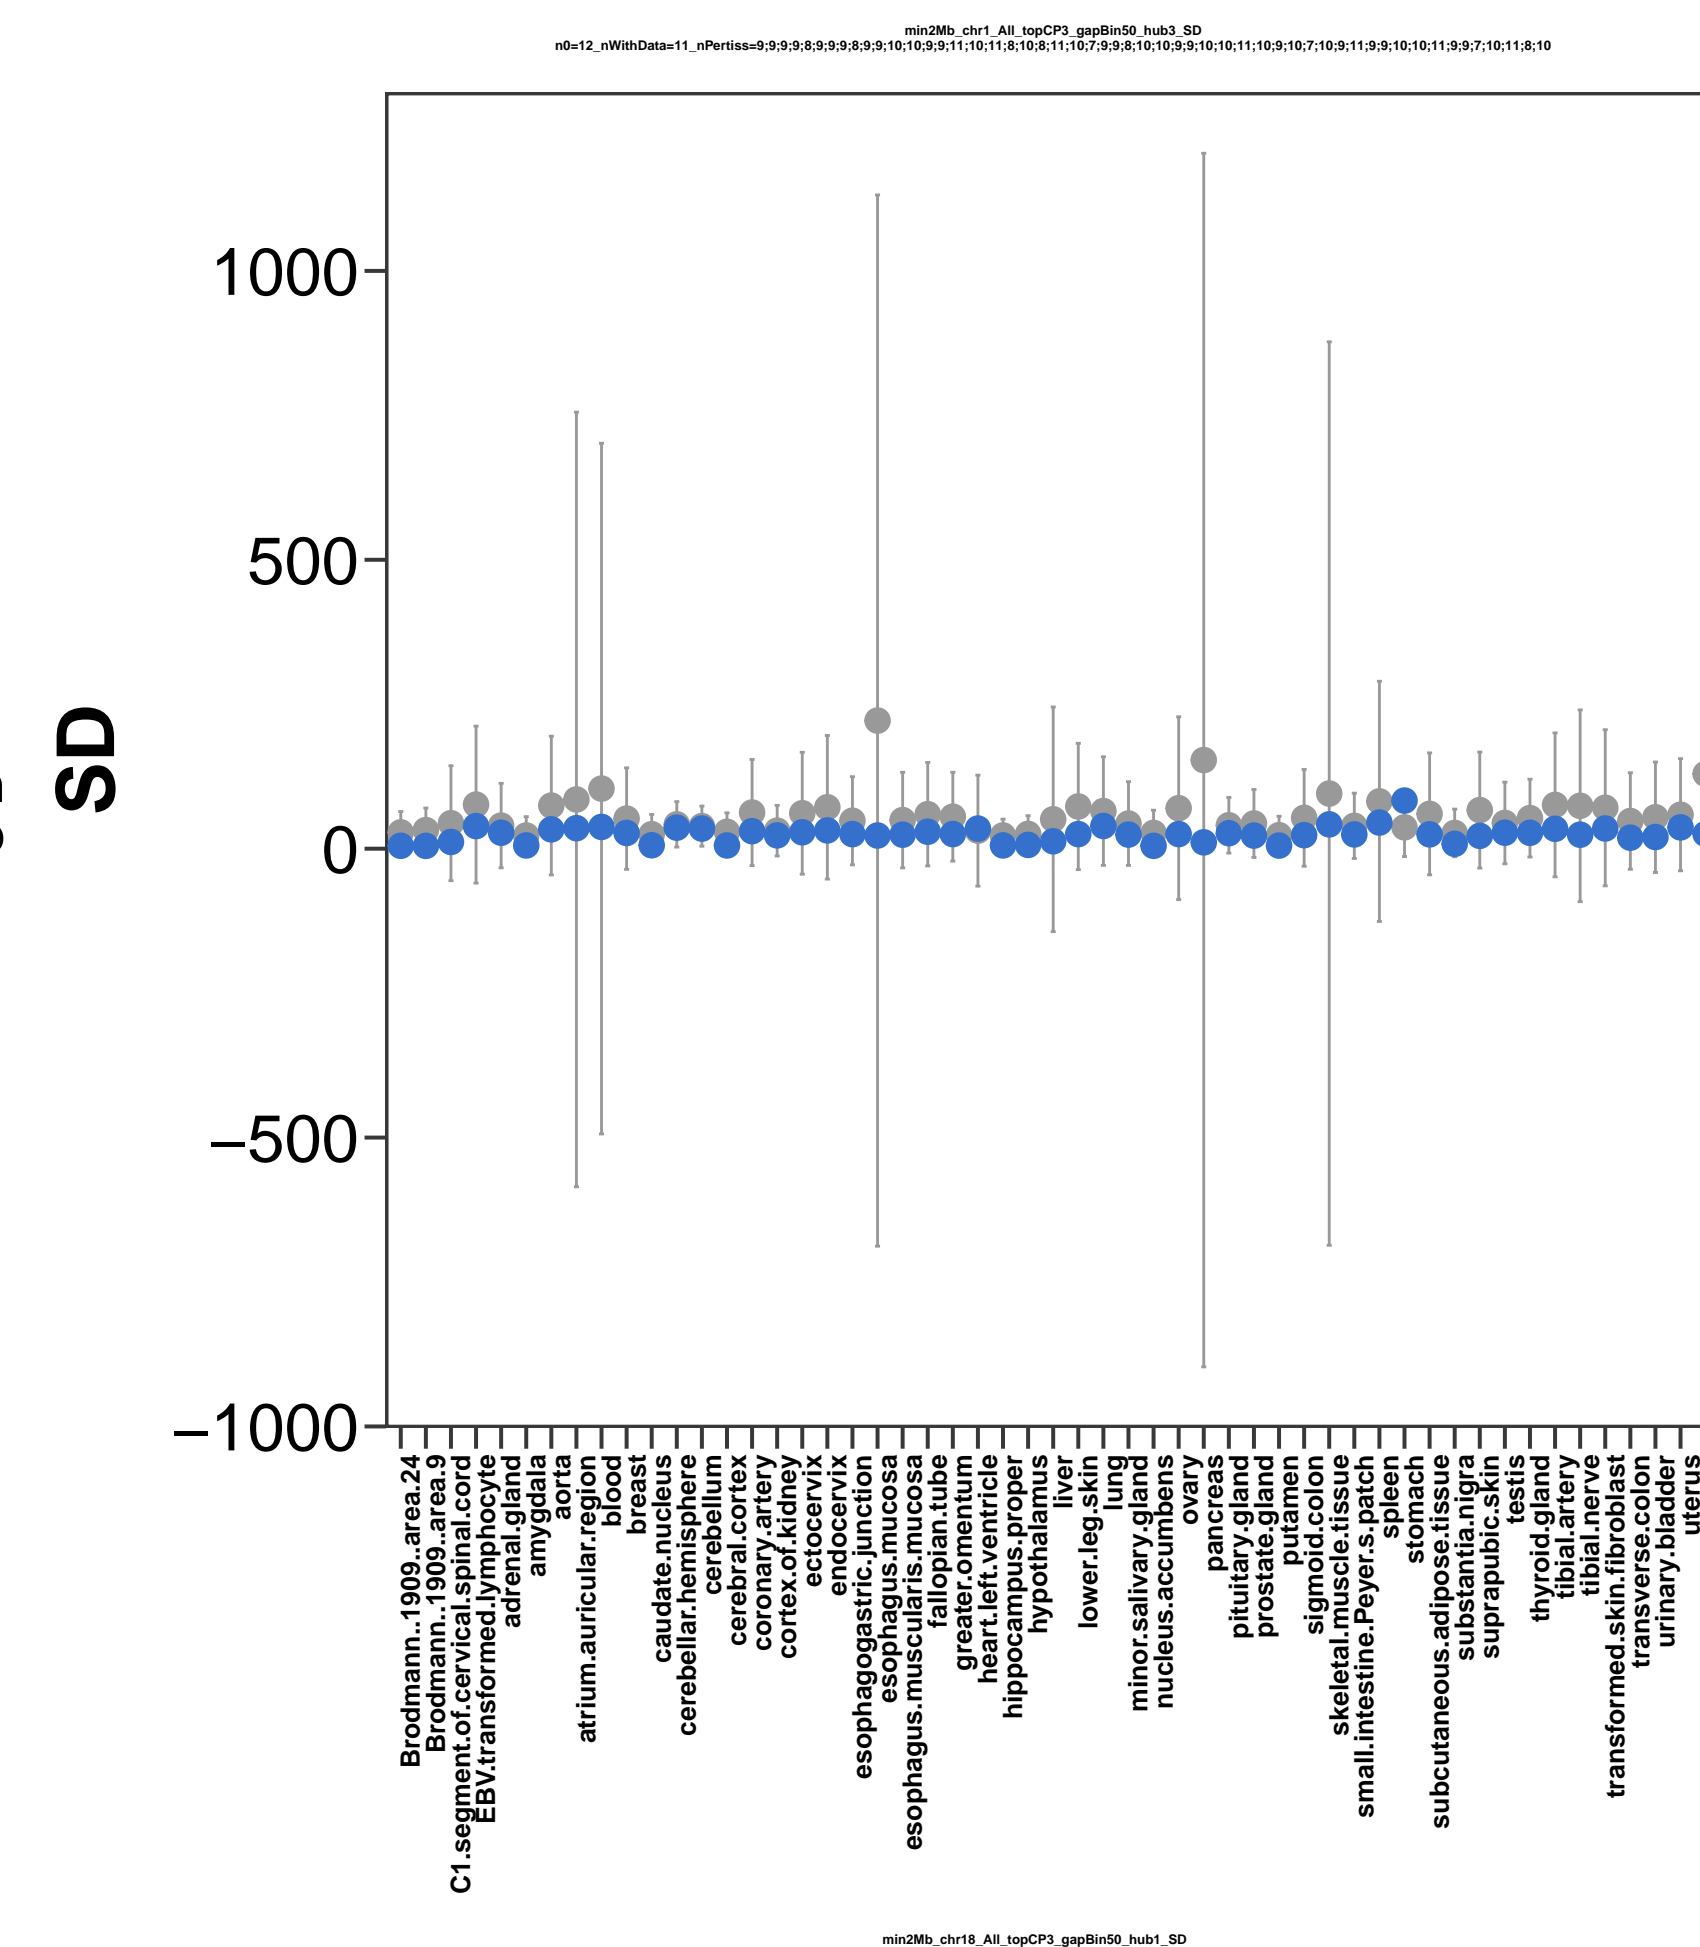 min2Mb_chr1_All_topCP3_gapBin50_hub3_SD
n0=12_nWithData=11_nPertiss=9;9;9;9;8;9;9;9;8;9;9;10;10;9;9;11;10;11;8;10;8;11;10;7;9;9;8;10;10;9;9;10;10;11;10;9;10;7;10;9;11;9;9;10;10;11;9;9;7;10;11;8;10
SD
1000
500
0
−500
−1000
Brodmann..1909..area.24
Brodmann..1909..area.9
C1.segment.of.cervical.spinal.cord
EBV.transformed.lymphocyte
adrenal.gland
amygdala
aorta
atrium.auricular.region
blood
breast
caudate.nucleus
cerebellar.hemisphere
cerebellum
cerebral.cortex
coronary.artery
cortex.of.kidney
ectocervix
endocervix
esophagogastric.junction
esophagus.mucosa
esophagus.muscularis.mucosa
fallopian.tube
greater.omentum
heart.left.ventricle
hippocampus.proper
hypothalamus
liver
lower.leg.skin
lung
minor.salivary.gland
nucleus.accumbens
ovary
pancreas
pituitary.gland
prostate.gland
putamen
sigmoid.colon
skeletal.muscle.tissue
small.intestine.Peyer.s.patch
spleen
stomach
subcutaneous.adipose.tissue
substantia.nigra
suprapubic.skin
testis
thyroid.gland
tibial.artery
tibial.nerve
transformed.skin.fibroblast
transverse.colon
urinary.bladder
uterus
min2Mb_chr18_All_topCP3_gapBin50_hub1_SD